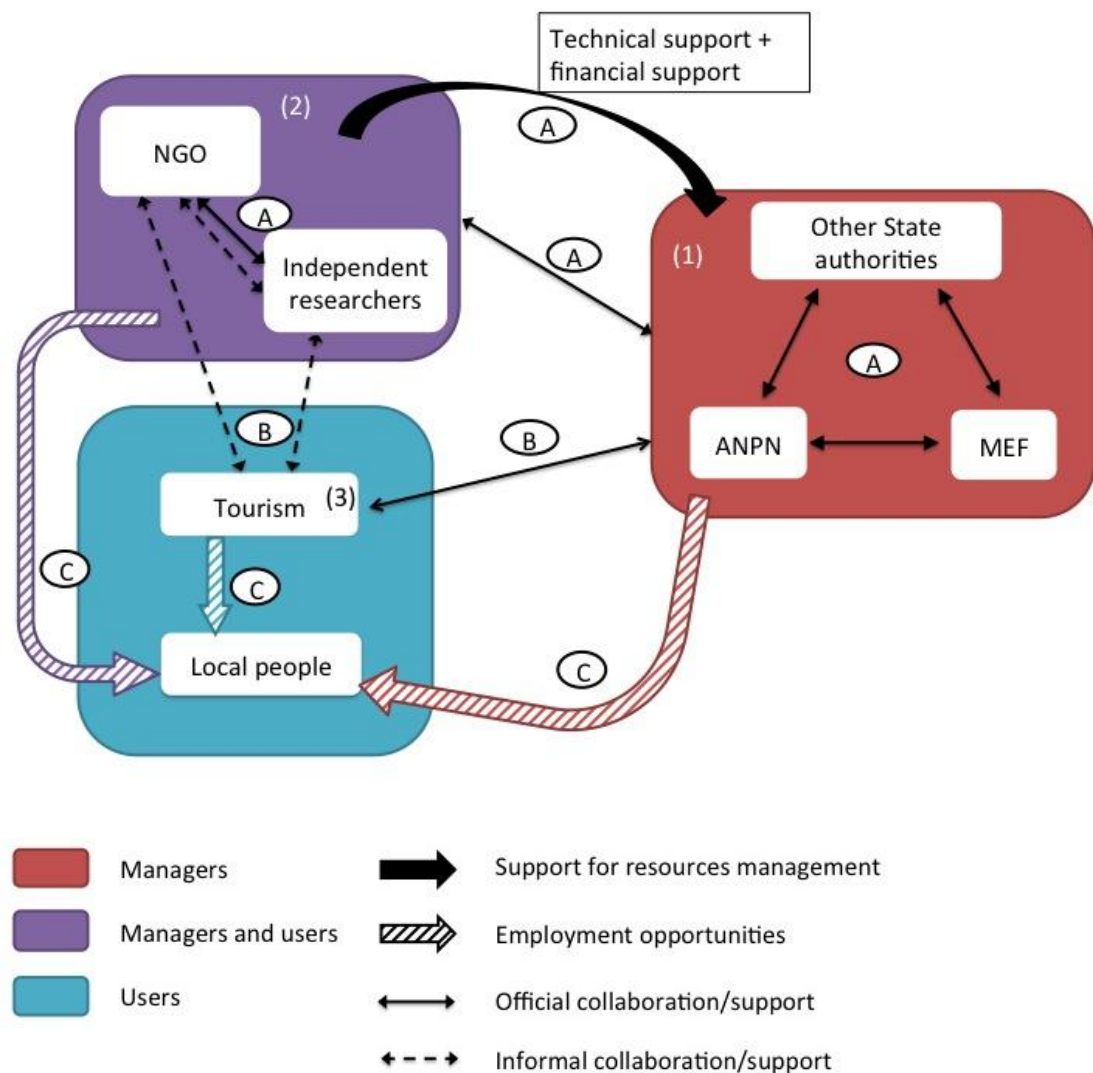 Technical support +
financial support
(2)
A
NGO
A
Other State
authorities
(1)
Independent
researchers
A
A
B
B
ANPN
MEF
Tourism
(3)
C
C
Local people
C
Managers
Support for resources management
Managers and users
Employment opportunities
Users
Official collaboration/support
Informal collaboration/support